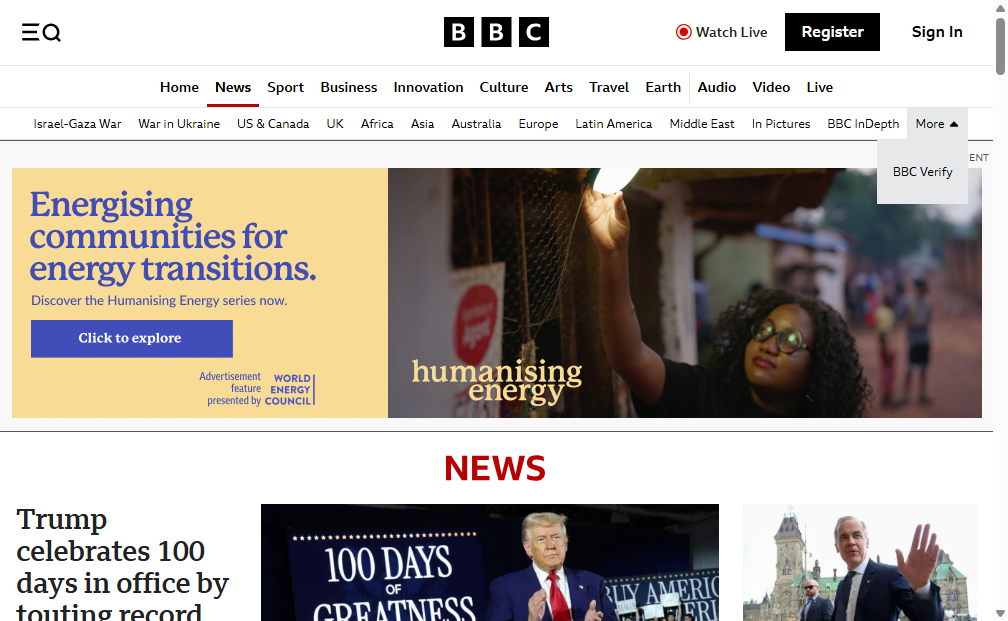 BBC
Watch Live
Register
Sign In
Home News Sport Business Innovation Culture Arts Travel Earth Audio Video Live
Israel-Gaza War War in Ukraine US & Canada UK Africa Asia Australia Europe Latin America Middle East In Pictures BBC InDepth More
BBC Verify
ENT
Energising
communities for
energy transitions.
Discover the Humanising Energy series now.
Click to explore
Advertisement
feature
presented by
WORLD
ENERGY
COUNCIL
humanising
energy
NEWS
Trump
celebrates 100
days in office by
touting record
100 DAYS
OF
GREATNESS